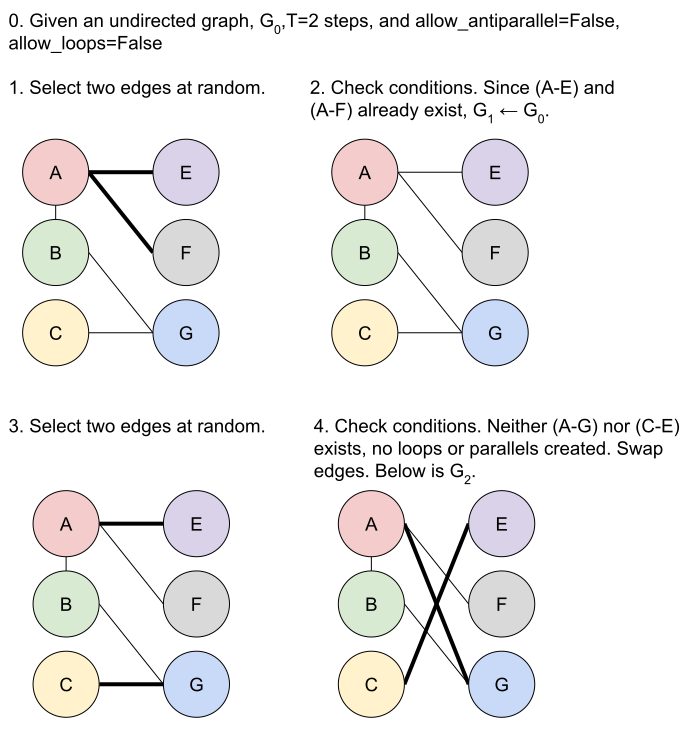 0. Given an undirected graph, G0,T=2 steps, and allow_antiparallel=False,
allow_loops=False
1. Select two edges at random.
2. Check conditions. Since (A-E) and
(A-F) already exist, G1 ← G0.
A
E
B
F
C
G
A
E
B
F
C
G
3. Select two edges at random.
4. Check conditions. Neither (A-G) nor (C-E)
exists, no loops or parallels created. Swap
edges. Below is G2.
A
E
B
F
C
G
A
E
B
F
C
G